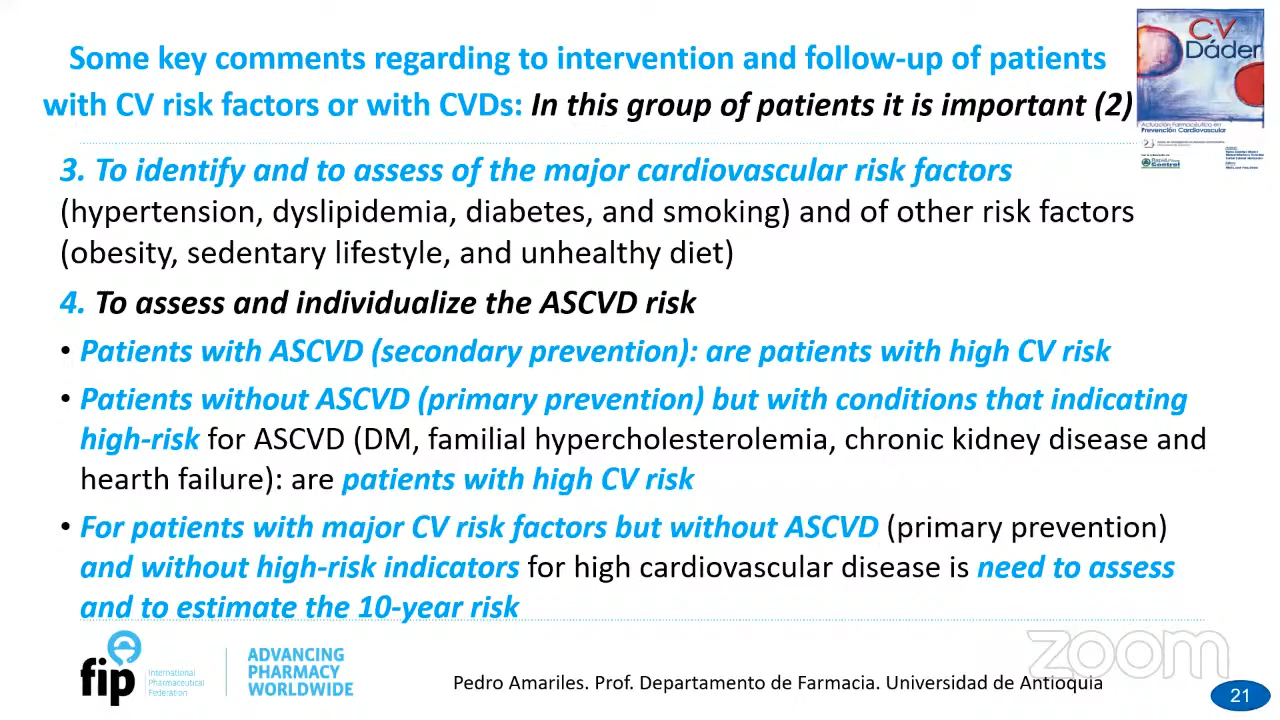 Some key comments regarding to intervention and follow-up of patients
with CV risk factors or with CVDs: In this group of patients it is important (2)
CV
Dáder
Actuación Farmacéutica en
Prevención Cardiovascular
3. To identify and to assess of the major cardiovascular risk factors
(hypertension, dyslipidemia, diabetes, and smoking) and of other risk factors
(obesity, sedentary lifestyle, and unhealthy diet)
4. To assess and individualize the ASCVD risk
• Patients with ASCVD (secondary prevention): are patients with high CV risk
• Patients without ASCVD (primary prevention) but with conditions that indicating
high-risk for ASCVD (DM, familial hypercholesterolemia, chronic kidney disease and
hearth failure): are patients with high CV risk
• For patients with major CV risk factors but without ASCVD (primary prevention)
and without high-risk indicators for high cardiovascular disease is need to assess
and to estimate the 10-year risk
fip
International
Pharmaceutical
Federation
ADVANCING
PHARMACY
WORLDWIDE
Pedro Amariles. Prof. Departamento de Farmacia. Universidad de Antioquia
zoom
21